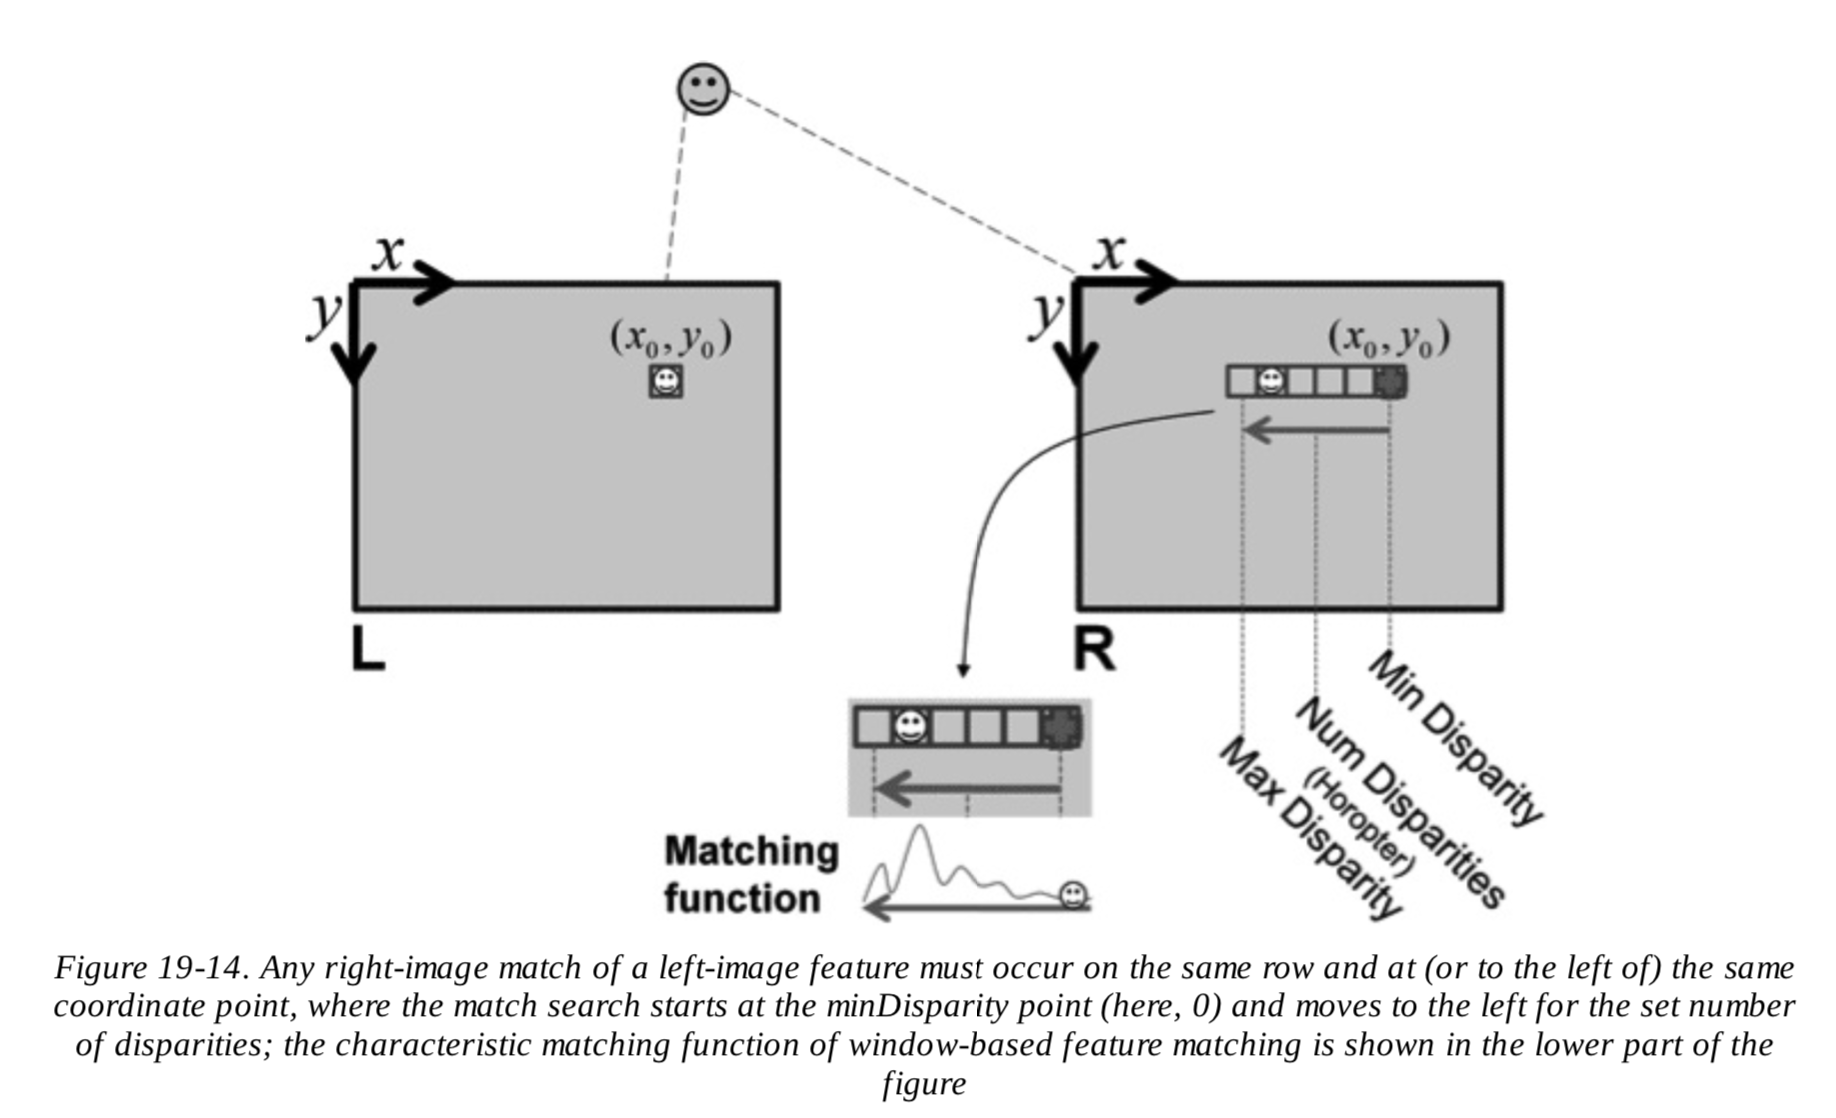 x
x
y
y
(x₀, y₀)
(x₀, y₀)
L
R
Min Disparity
Num Disparities
(Horopter)
Max Disparity
Matching
function
Figure 19-14. Any right-image match of a left-image feature must occur on the same row and at (or to the left of) the same
coordinate point, where the match search starts at the minDisparity point (here, 0) and moves to the left for the set number
of disparities; the characteristic matching function of window-based feature matching is shown in the lower part of the
figure